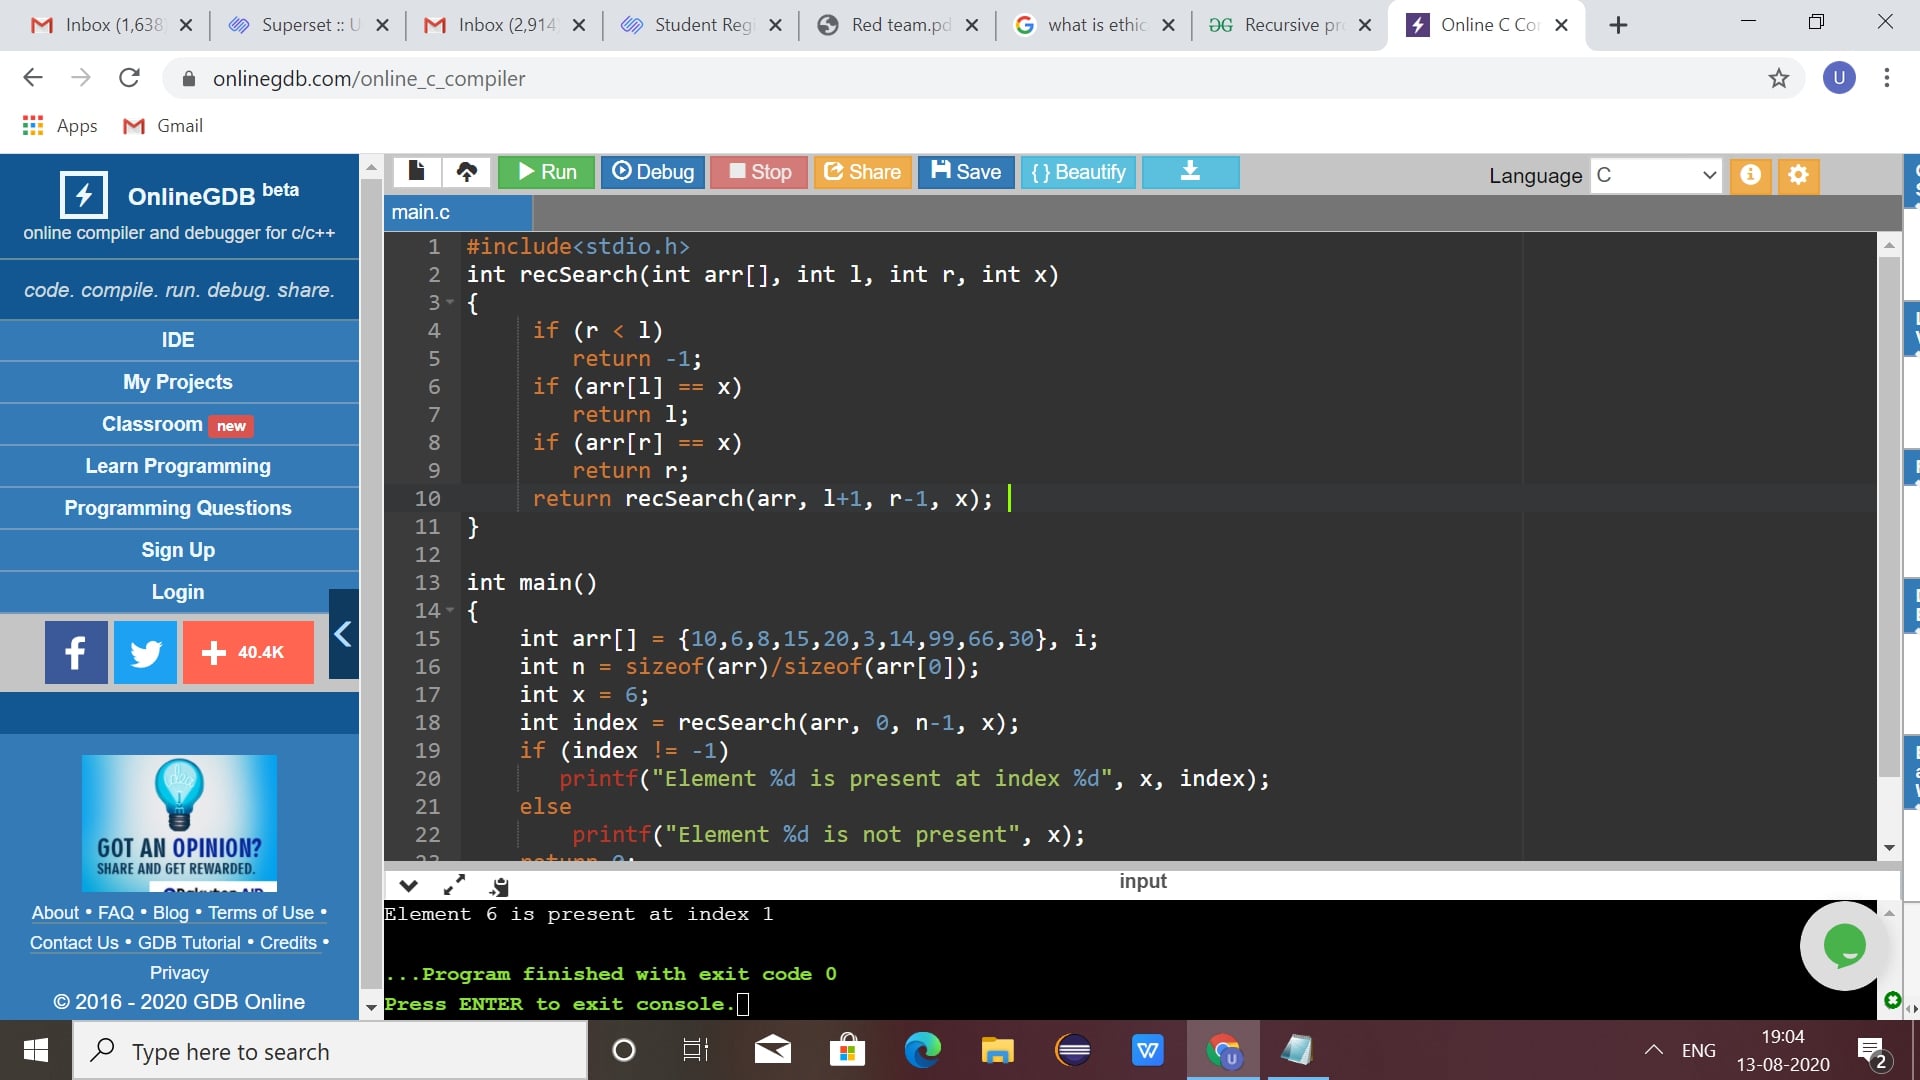 Inbox (1,638
Superset :: U
Inbox (2,914
Student Reg
Red team.pd
what is ethic
Recursive pr
Online C Co
onlinegdb.com/online_c_compiler
U
Apps
Gmail
OnlineGDB beta
online compiler and debugger for c/c++
code. compile. run. debug. share.
IDE
My Projects
Classroom new
Learn Programming
Programming Questions
Sign Up
Login
f
+ 40.4K
GOT AN OPINION?
SHARE AND GET REWARDED.
About • FAQ • Blog • Terms of Use •
Contact Us • GDB Tutorial • Credits •
Privacy
© 2016 - 2020 GDB Online
Run Debug Stop Share Save { } Beautify
Language C
main.c
1 #include<stdio.h>
2 int recSearch(int arr[], int l, int r, int x)
3 {
4 if (r < l)
5 return -1;
6 if (arr[l] == x)
7 return l;
8 if (arr[r] == x)
9 return r;
10 return recSearch(arr, l+1, r-1, x);
11 }
12
13 int main()
14 {
15 int arr[] = {10,6,8,15,20,3,14,99,66,30}, i;
16 int n = sizeof(arr)/sizeof(arr[0]);
17 int x = 6;
18 int index = recSearch(arr, 0, n-1, x);
19 if (index != -1)
20 printf("Element %d is present at index %d", x, index);
21 else
22 printf("Element %d is not present", x);
23 return 0;
input
Element 6 is present at index 1
...Program finished with exit code 0
Press ENTER to exit console.
Type here to search
U
ENG
19:04
13-08-2020
2